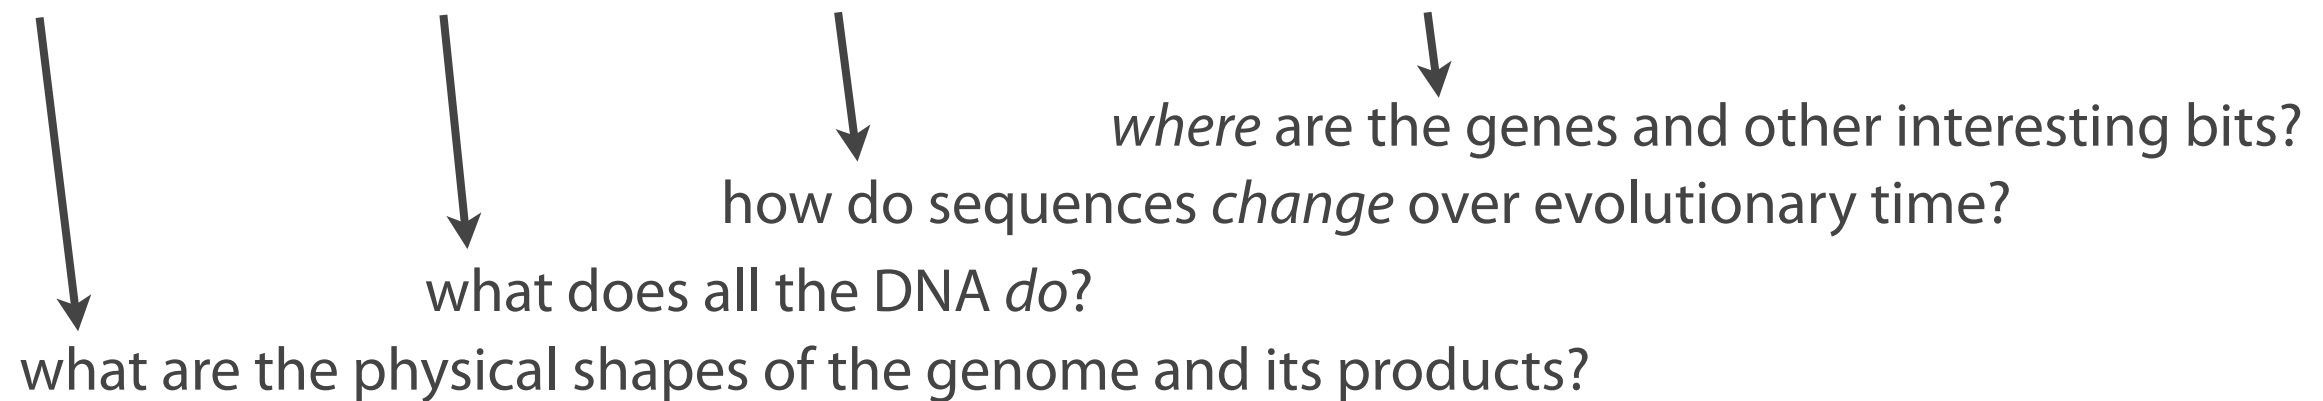 where are the genes and other interesting bits?
how do sequences change over evolutionary time?
what does all the DNA do?
what are the physical shapes of the genome and its products?